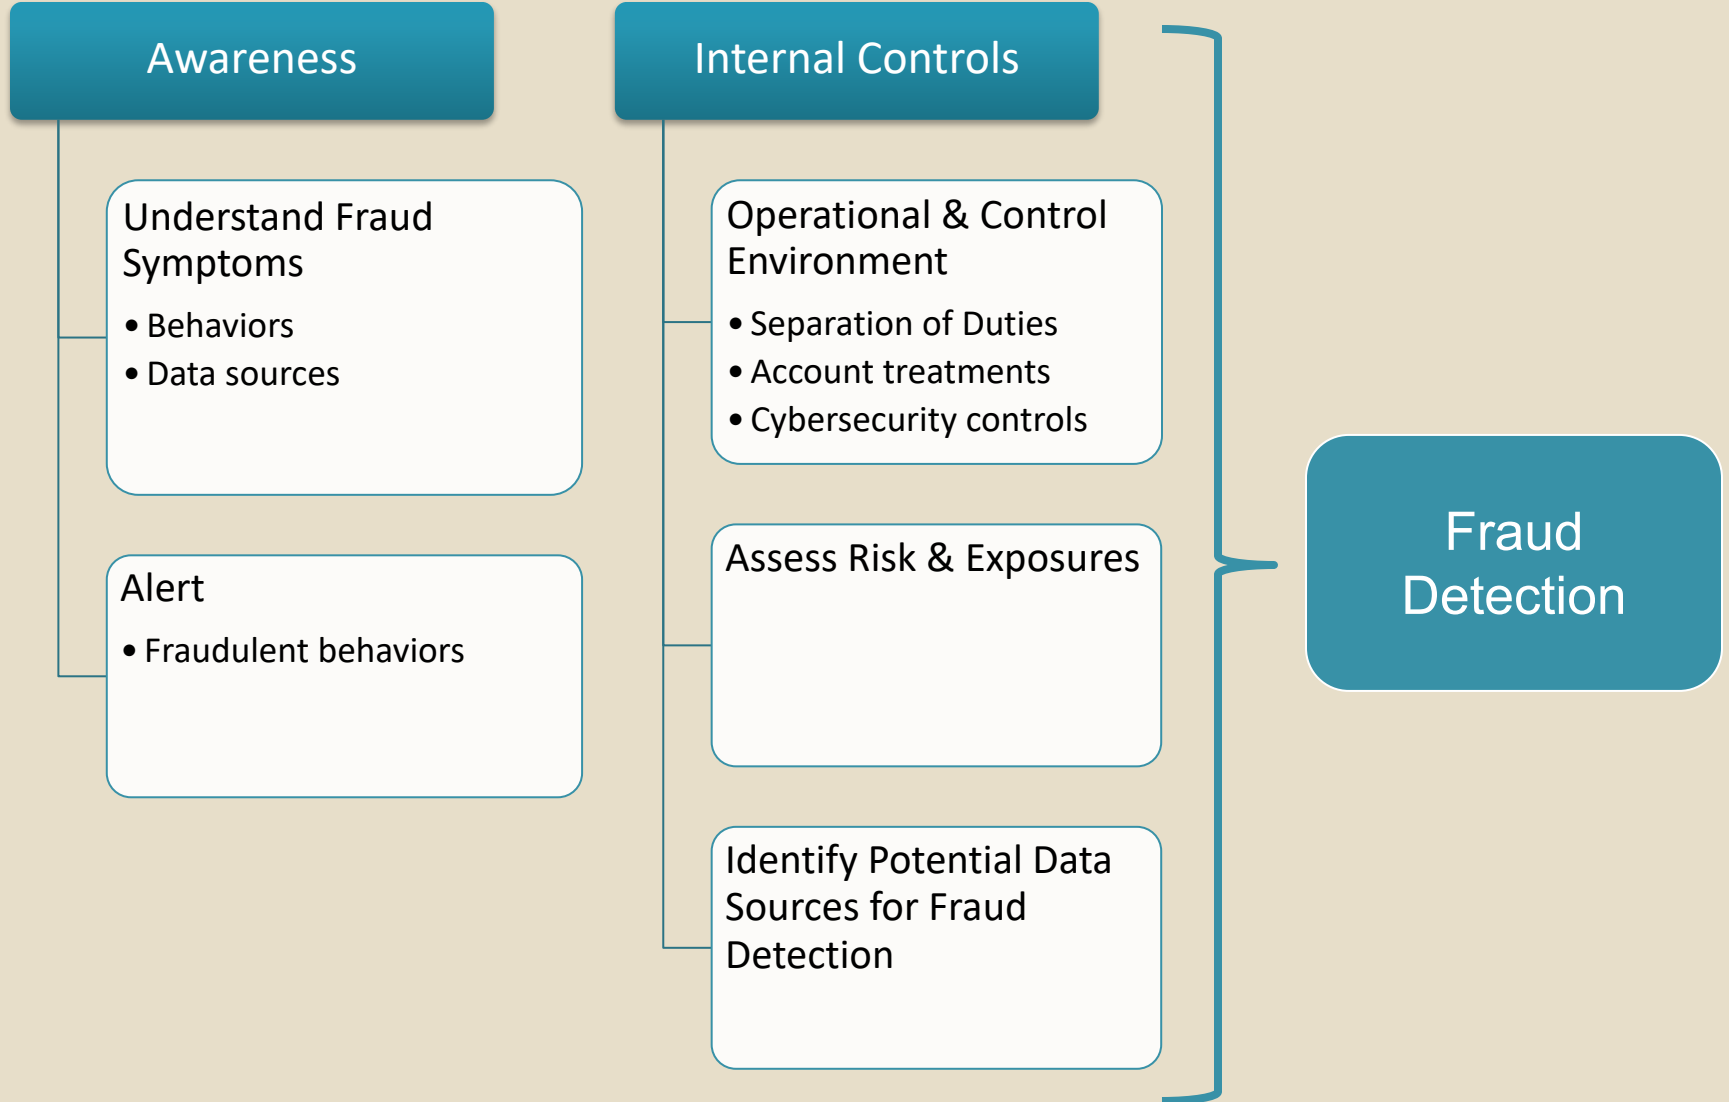 Awareness
Understand Fraud
Symptoms
• Behaviors
• Data sources
Alert
• Fraudulent behaviors
Internal Controls
Operational & Control
Environment
• Separation of Duties
• Account treatments
• Cybersecurity controls
Assess Risk & Exposures
Identify Potential Data
Sources for Fraud
Detection
Fraud
Detection